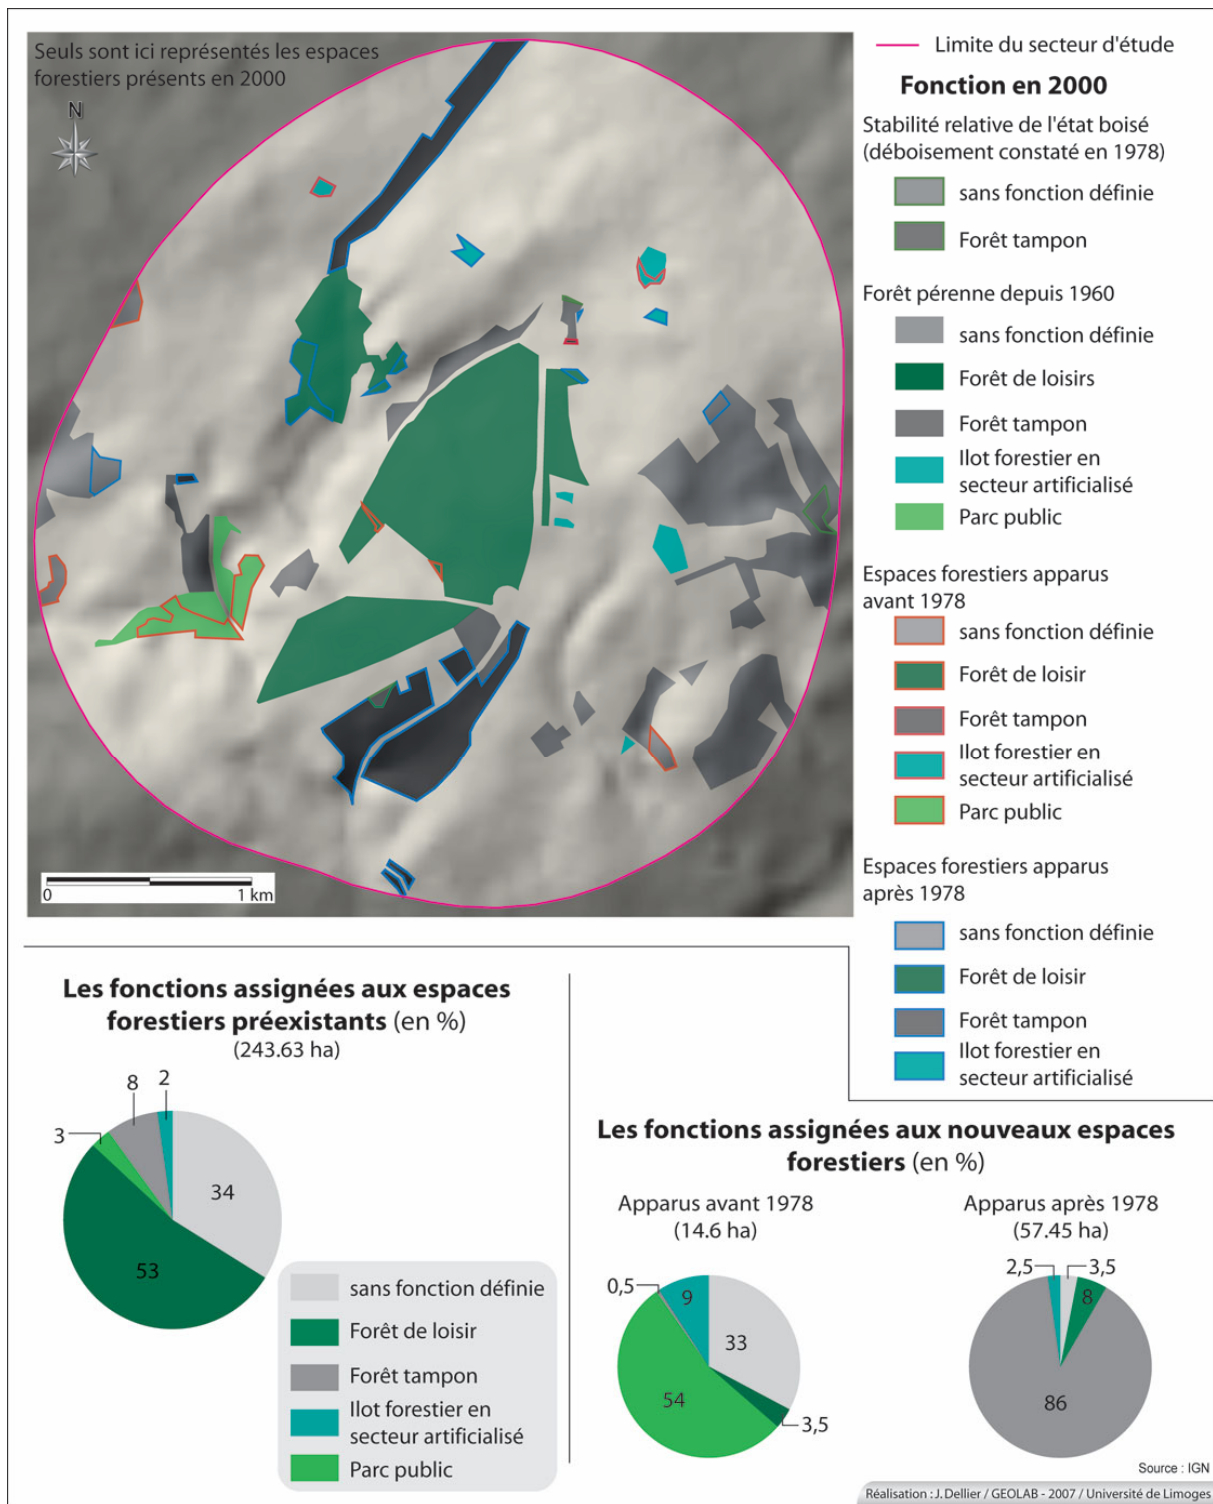 Seuls sont ici représentés les espaces
forestiers présents en 2000
N
0
1 km
Limite du secteur d'étude
Fonction en 2000
Stabilité relative de l'état boisé
(déboisement constaté en 1978)
sans fonction définie
Forêt tampon
Forêt pérenne depuis 1960
sans fonction définie
Forêt de loisirs
Forêt tampon
Ilot forestier en
secteur artificialisé
Parc public
Espaces forestiers apparus
avant 1978
sans fonction définie
Forêt de loisir
Forêt tampon
Ilot forestier en
secteur artificialisé
Parc public
Espaces forestiers apparus
après 1978
sans fonction définie
Forêt de loisir
Forêt tampon
Ilot forestier en
secteur artificialisé
Les fonctions assignées aux espaces
forestiers préexistants (en %)
(243.63 ha)
8
2
3
34
53
sans fonction définie
Forêt de loisir
Forêt tampon
Ilot forestier en
secteur artificialisé
Parc public
Les fonctions assignées aux nouveaux espaces
forestiers (en %)
Apparus avant 1978
(14.6 ha)
0,5
9
33
54
3,5
Apparus après 1978
(57.45 ha)
2,5
3,5
8
86
Source : IGN
Réalisation : J. Dellier / GEOLAB - 2007 / Université de Limoges